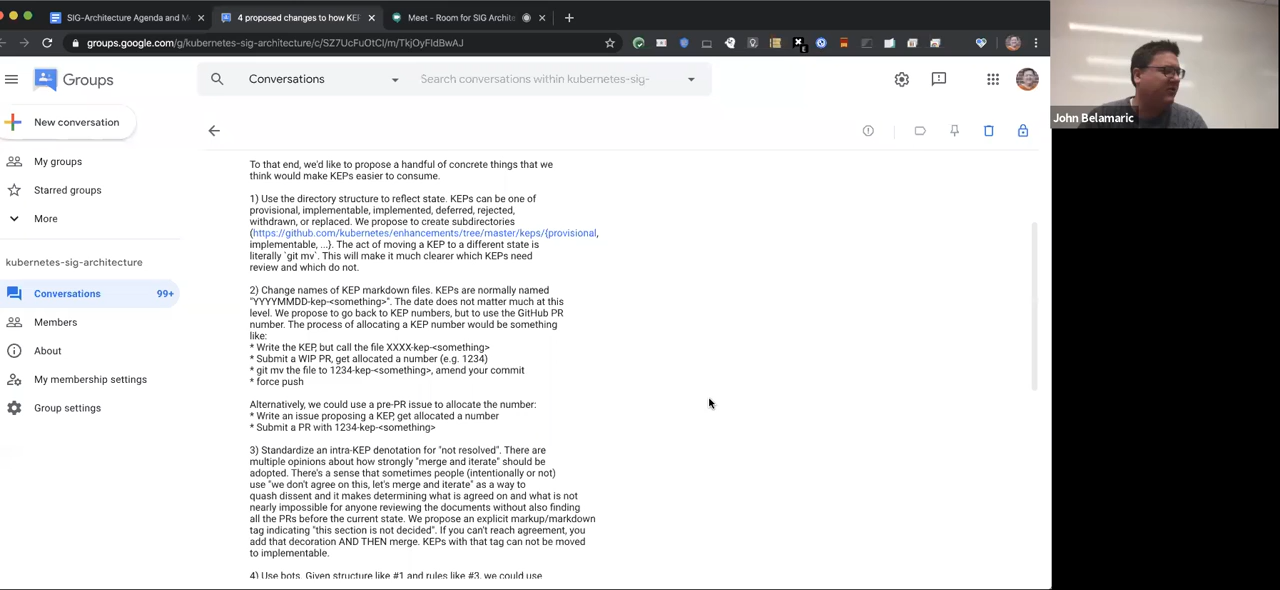 SIG-Architecture Agenda and M
4 proposed changes to how KEP
Meet - Room for SIG Archite
groups.google.com/g/kubernetes-sig-architecture/c/SZ7UcFuOtCI/m/TkjOyFIdBwAJ
Groups
Conversations
Search conversations within kubernetes-sig-
New conversation
My groups
Starred groups
More
kubernetes-sig-architecture
Conversations 99+
Members
About
My membership settings
Group settings
To that end, we'd like to propose a handful of concrete things that we
think would make KEPs easier to consume.
1) Use the directory structure to reflect state. KEPs can be one of
provisional, implementable, implemented, deferred, rejected,
withdrawn, or replaced. We propose to create subdirectories
(https://github.com/kubernetes/enhancements/tree/master/keps/{provisional,
implementable, ...}. The act of moving a KEP to a different state is
literally `git mv`. This will make it much clearer which KEPs need
review and which do not.
2) Change names of KEP markdown files. KEPs are normally named
"YYYYMMDD-kep-<something>". The date does not matter much at this
level. We propose to go back to KEP numbers, but to use the GitHub PR
number. The process of allocating a KEP number would be something
like:
* Write the KEP, but call the file XXXX-kep-<something>
* Submit a WIP PR, get allocated a number (e.g. 1234)
* git mv the file to 1234-kep-<something>, amend your commit
* force push
Alternatively, we could use a pre-PR issue to allocate the number:
* Write an issue proposing a KEP, get allocated a number
* Submit a PR with 1234-kep-<something>
3) Standardize an intra-KEP denotation for "not resolved". There are
multiple opinions about how strongly "merge and iterate" should be
adopted. There's a sense that sometimes people (intentionally or not)
use "we don't agree on this, let's merge and iterate" as a way to
quash dissent and it makes determining what is agreed on and what is not
nearly impossible for anyone reviewing the documents without also finding
all the PRs before the current state. We propose an explicit markup/markdown
tag indicating "this section is not decided". If you can't reach agreement, you
add that decoration AND THEN merge. KEPs with that tag can not be moved
to implementable.
4) Use bots. Given structure like #1 and rules like #3, we could use
John Belamaric